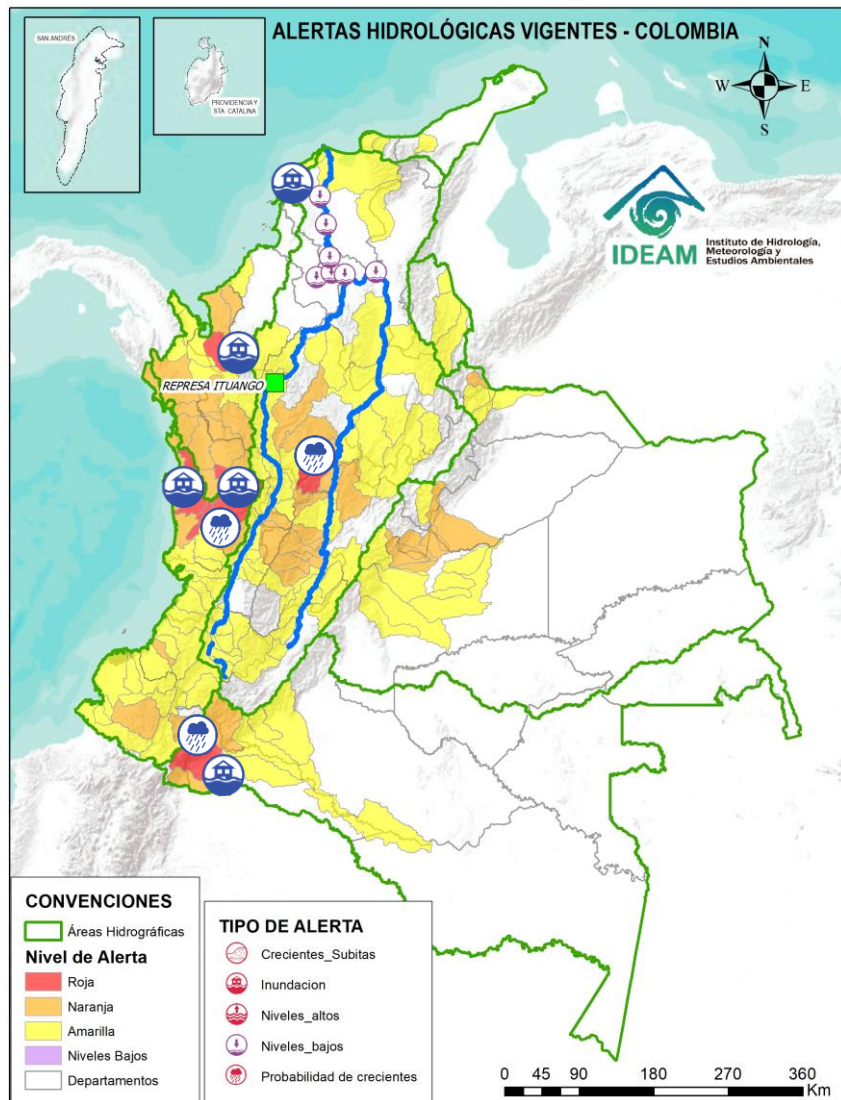 ALERTAS HIDROLÓGICAS VIGENTES - COLOMBIA
SAN ANDRÉS
PROVIDENCIA Y
STA. CATALINA
N
W
E
S
IDEAM
Instituto de Hidrología,
Meteorología y
Estudios Ambientales
REPRESA ITUANGO
CONVENCIONES
Áreas Hidrográficas
Nivel de Alerta
Roja
Naranja
Amarilla
Niveles Bajos
Departamentos
TIPO DE ALERTA
Crecientes_Subitas
Inundacion
Niveles_altos
Niveles_bajos
Probabilidad de crecientes
0 45 90 180 270 360
Km